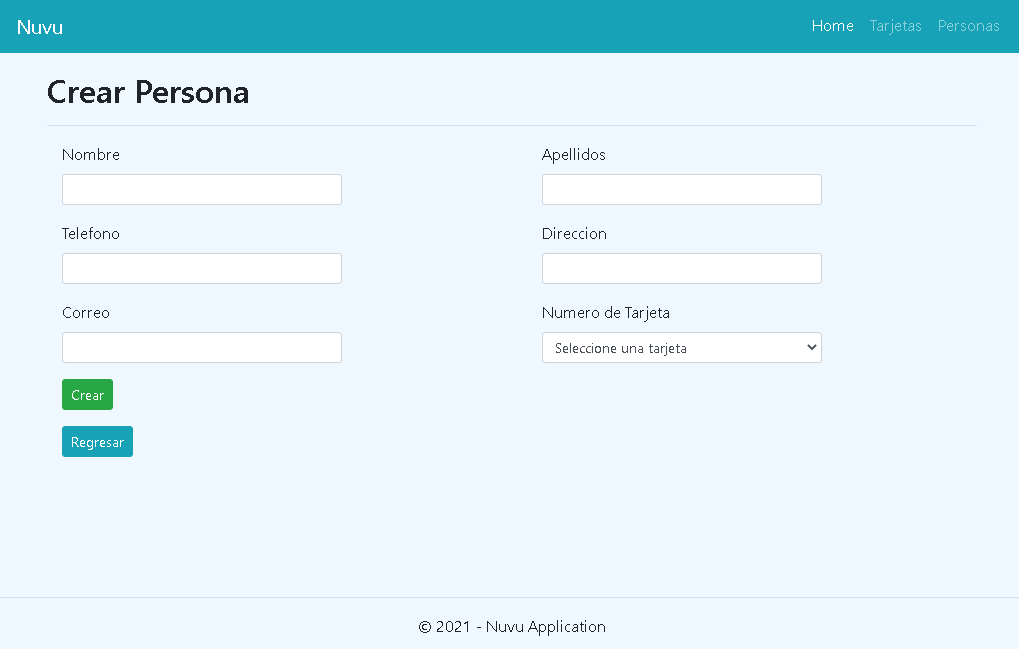 Nuvu
Home Tarjetas Personas
Crear Persona
Nombre
Apellidos
Telefono
Direccion
Correo
Numero de Tarjeta
Seleccione una tarjeta
Crear
Regresar
© 2021 - Nuvu Application